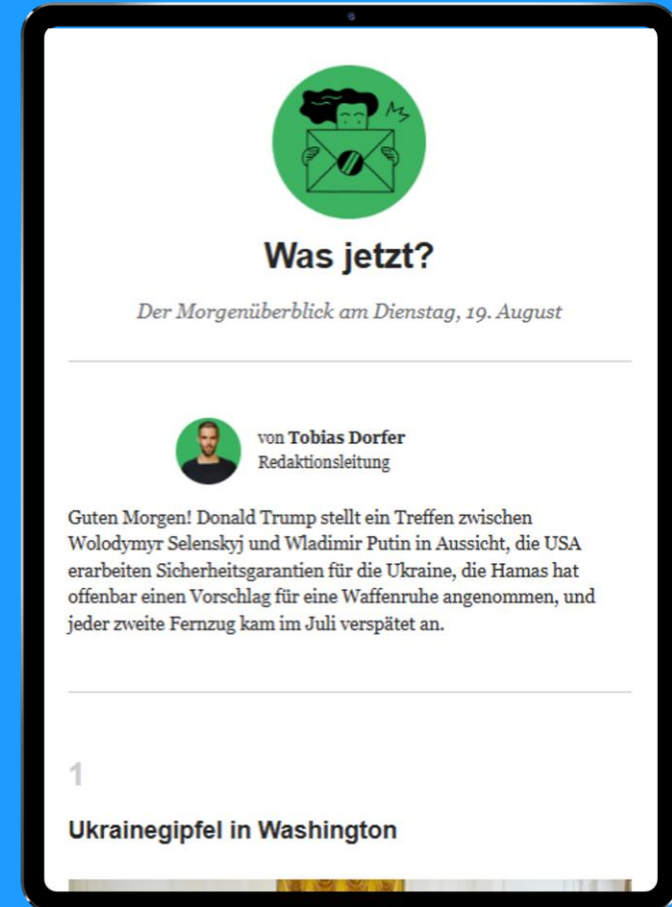 Was jetzt?
Der Morgenüberblick am Dienstag, 19. August
von Tobias Dorfer
Redaktionsleitung
Guten Morgen! Donald Trump stellt ein Treffen zwischen
Wolodymyr Selenskyj und Wladimir Putin in Aussicht, die USA
erarbeiten Sicherheitsgarantien für die Ukraine, die Hamas hat
offenbar einen Vorschlag für eine Waffenruhe angenommen, und
jeder zweite Fernzug kam im Juli verspätet an.
1
Ukrainegipfel in Washington